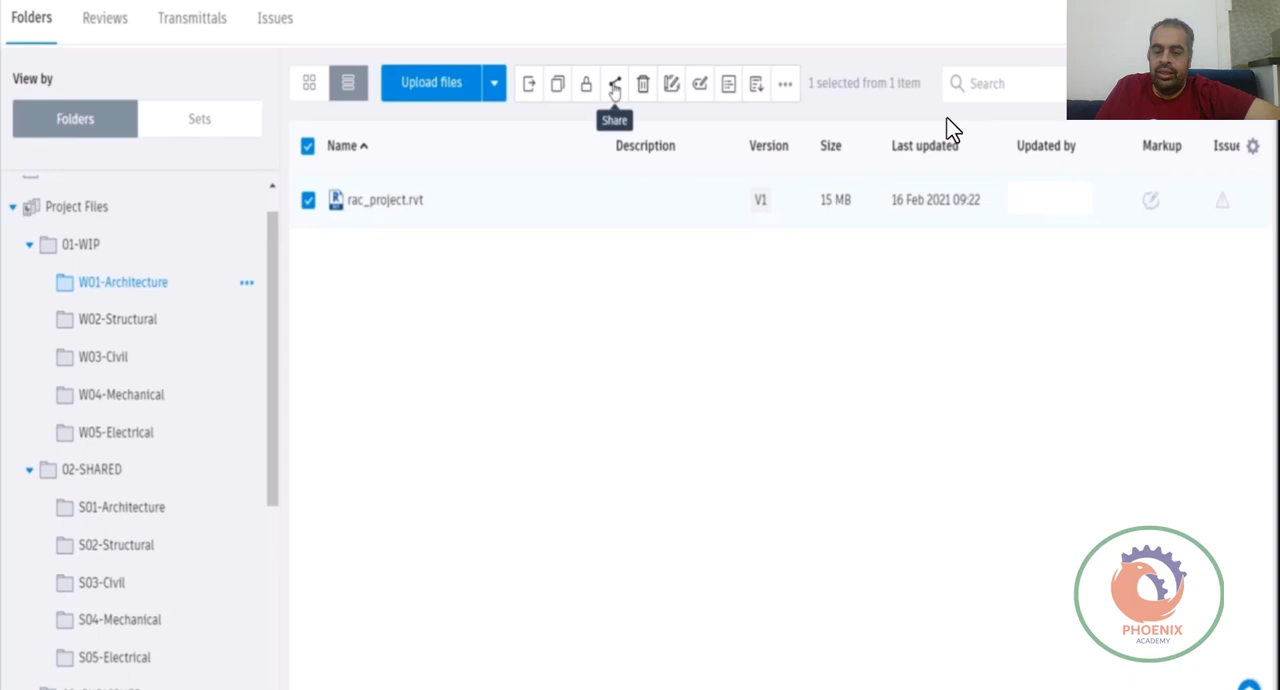 Folders Reviews Transmittals Issues
View by
Folders Sets
Upload files
1 selected from 1 item
Search
Share
Name Description Version Size Last updated Updated by Markup Issue
rac_project.rvt V1 15 MB 16 Feb 2021 09:22
Project Files
01-WIP
W01-Architecture
W02-Structural
W03-Civil
W04-Mechanical
W05-Electrical
02-SHARED
S01-Architecture
S02-Structural
S03-Civil
S04-Mechanical
S05-Electrical
PHOENIX
ACADEMY